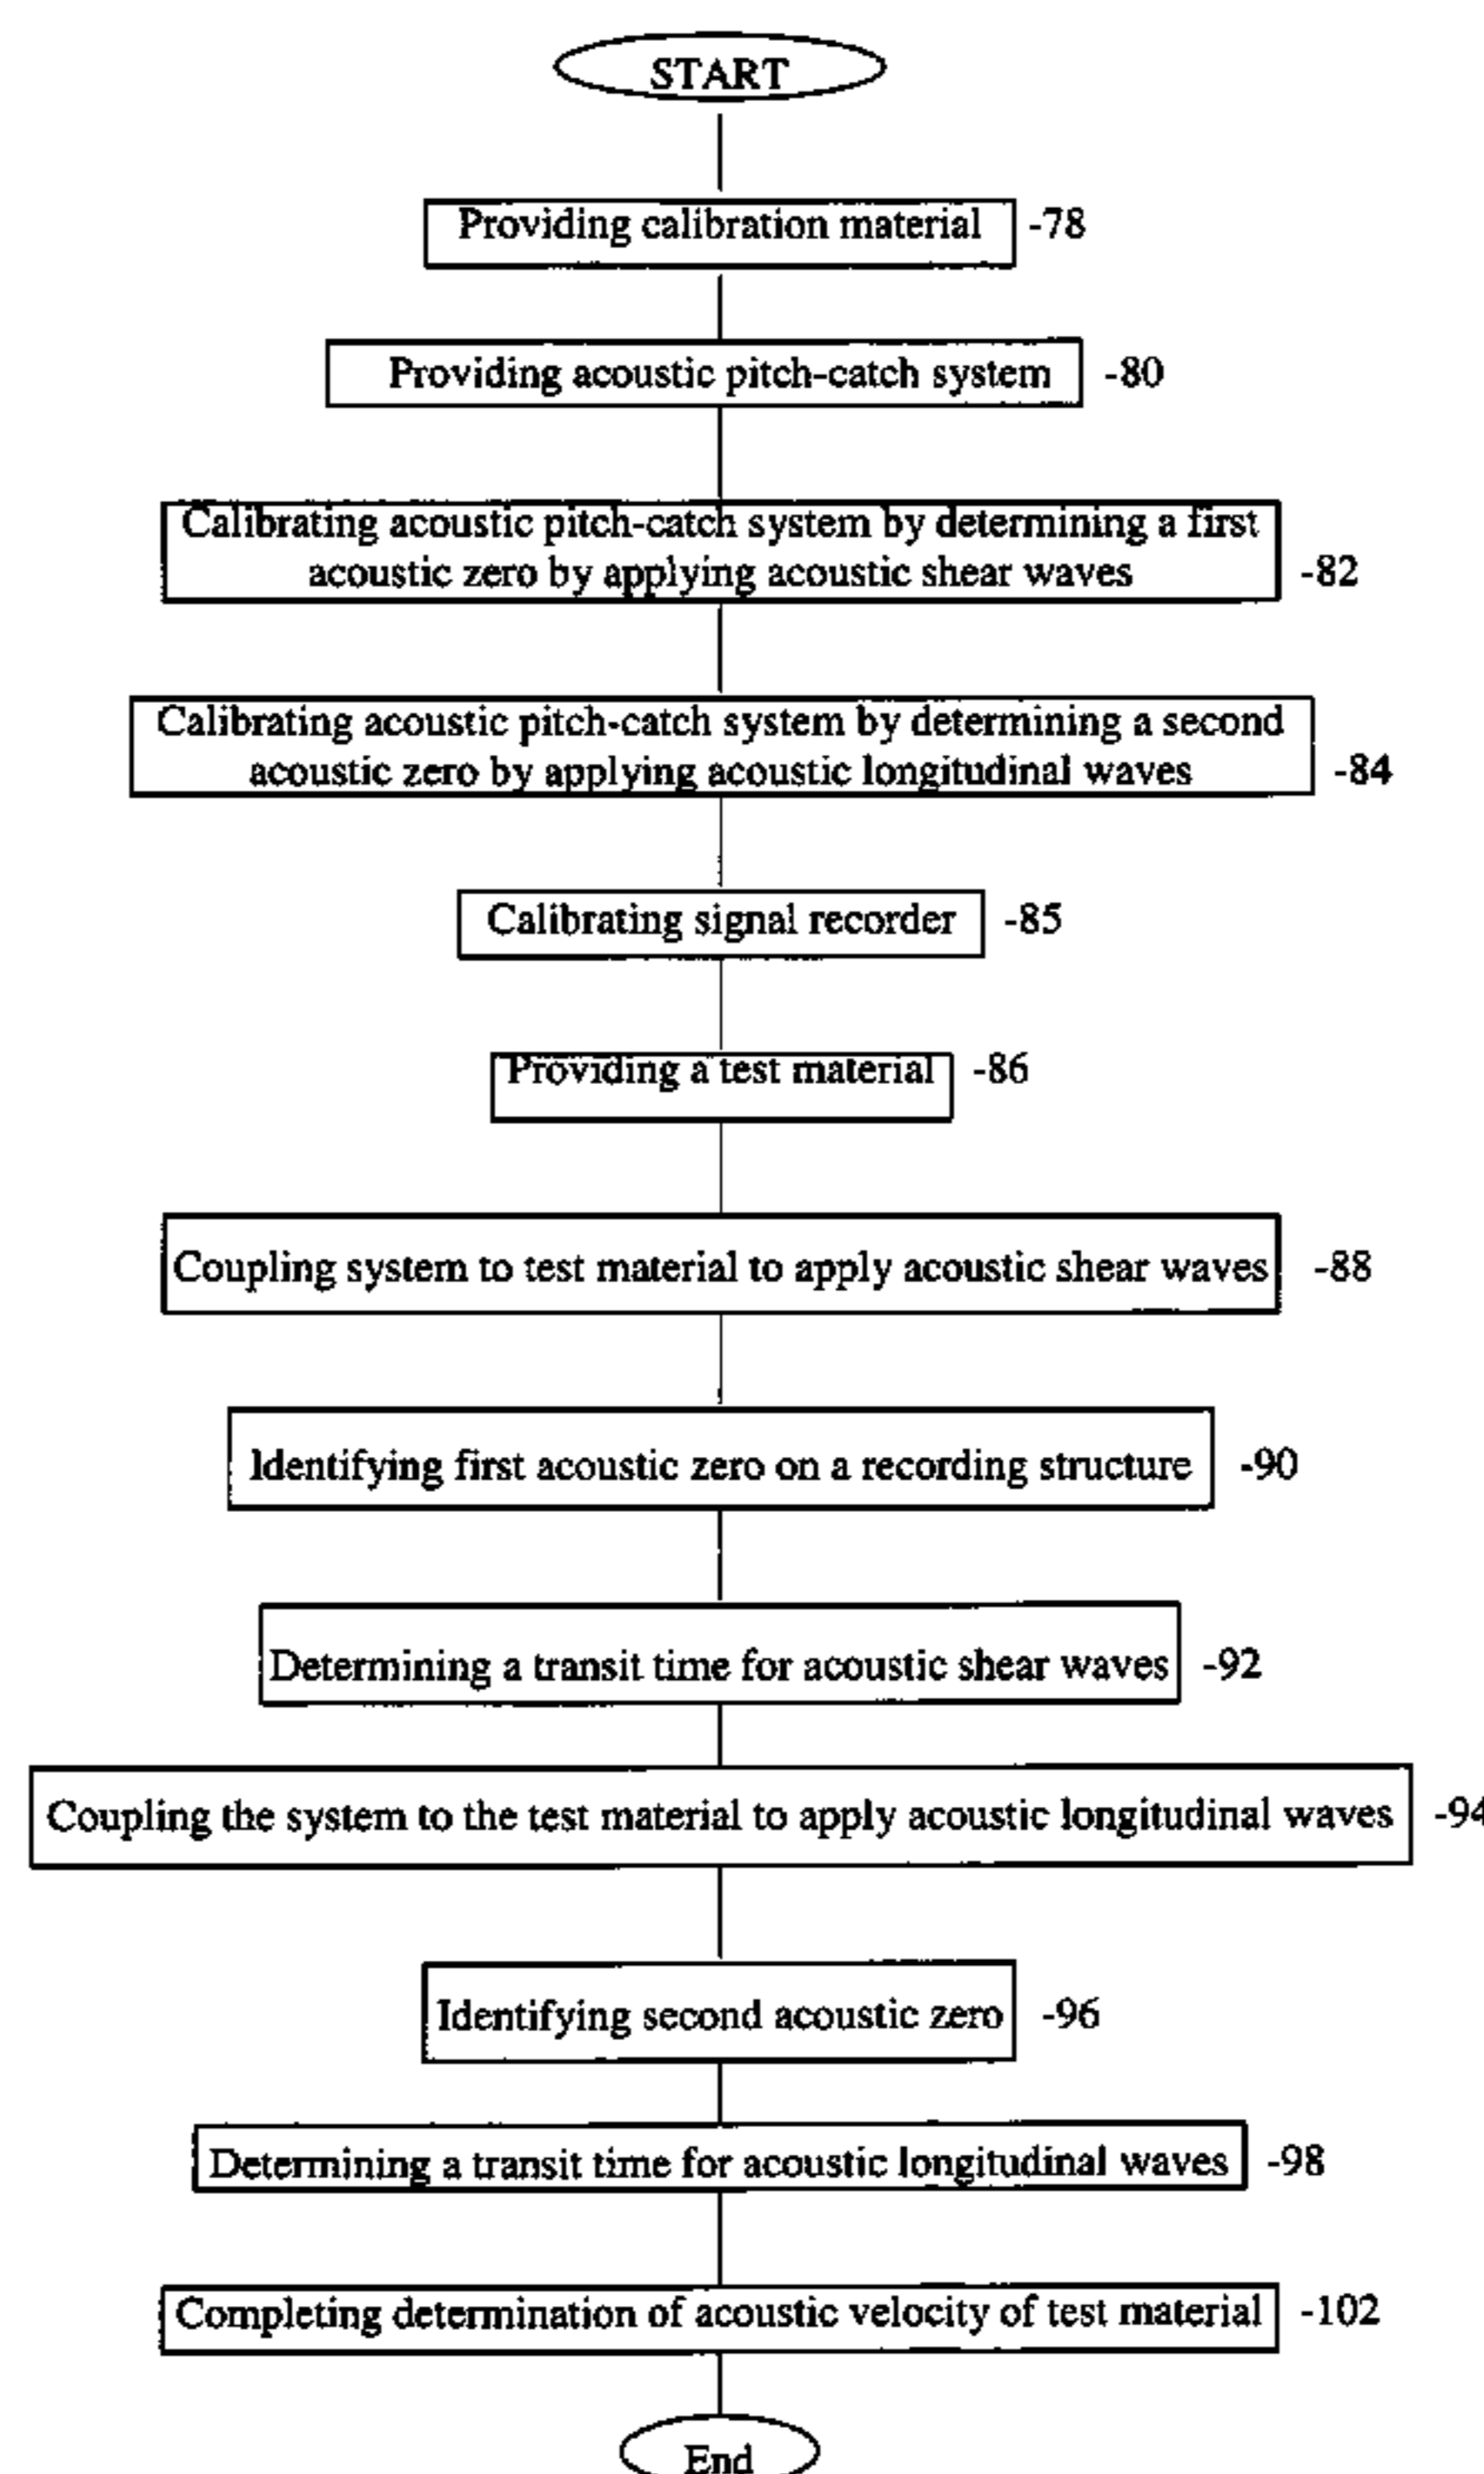 START
Providing calibration material -78
Providing acoustic pitch-catch system -80
Calibrating acoustic pitch-catch system by determining a first
acoustic zero by applying acoustic shear waves -82
Calibrating acoustic pitch-catch system by determining a second
acoustic zero by applying acoustic longitudinal waves -84
Calibrating signal recorder -85
Providing a test material -86
Coupling system to test material to apply acoustic shear waves -88
Identifying first acoustic zero on a recording structure -90
Determining a transit time for acoustic shear waves -92
Coupling the system to the test material to apply acoustic longitudinal waves -94
Identifying second acoustic zero -96
Determining a transit time for acoustic longitudinal waves -98
Completing determination of acoustic velocity of test material -102
End